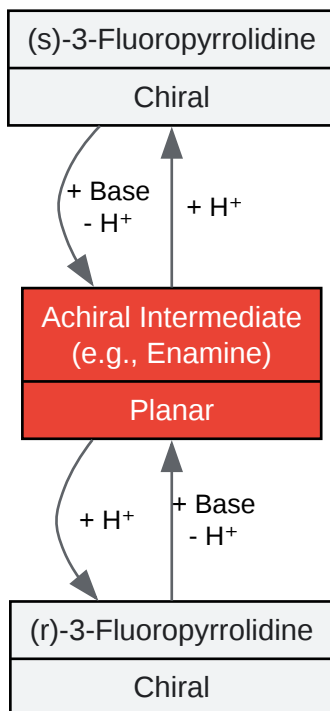 (s)-3-Fluoropyrrolidine
Chiral
+ Base
- H⁺
+ H⁺
Achiral Intermediate
(e.g., Enamine)
Planar
+ H⁺
+ Base
- H⁺
(r)-3-Fluoropyrrolidine
Chiral